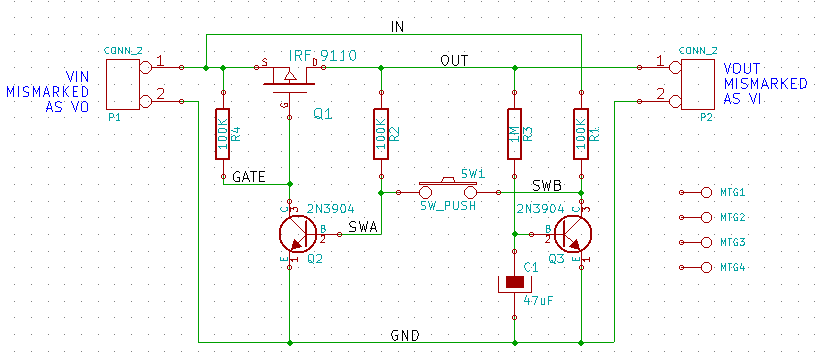 IN
CONN_2
1
2
P1
VIN
MISMARKED
AS VO
S
D
G
IRF 9110
Q1
OUT
CONN_2
1
2
P2
VOUT
MISMARKED
AS VI
100K
R4
100K
R2
1M
R3
100K
R1
GATE
SW1
SW_PUSH
SWB
SWA
2N3904
C
3
B
2
E
1
Q2
2N3904
C
3
B
2
E
1
Q3
C1
47uF
MTG1
MTG2
MTG3
MTG4
GND